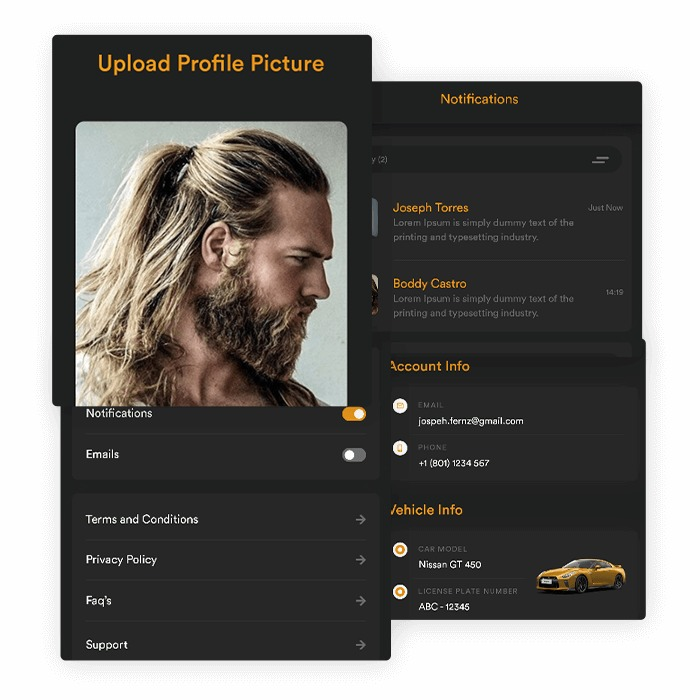 Upload Profile Picture
Notifications
y (2)
Joseph Torres
Just Now
Lorem Ipsum is simply dummy text of the
printing and typesetting industry.
Boddy Castro
14:19
Lorem Ipsum is simply dummy text of the
printing and typesetting industry.
Account Info
EMAIL
jospeh.fernz@gmail.com
PHONE
+1 (801) 1234 567
Vehicle Info
CAR MODEL
Nissan GT 450
LICENSE PLATE NUMBER
ABC - 12345
Notifications
Emails
Terms and Conditions
Privacy Policy
Faq's
Support